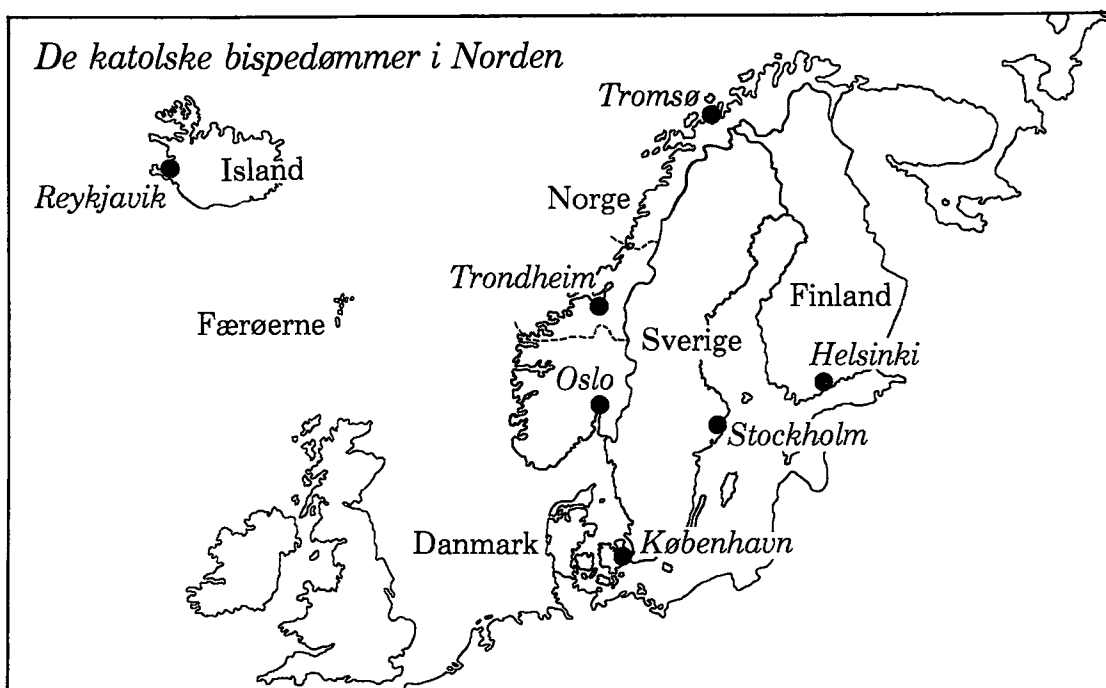 De katolske bispedømmer i Norden
Tromsø
Island
Reykjavik
Norge
Trondheim
Finland
Færøerne
Sverige
Helsinki
Oslo
Stockholm
Danmark
København